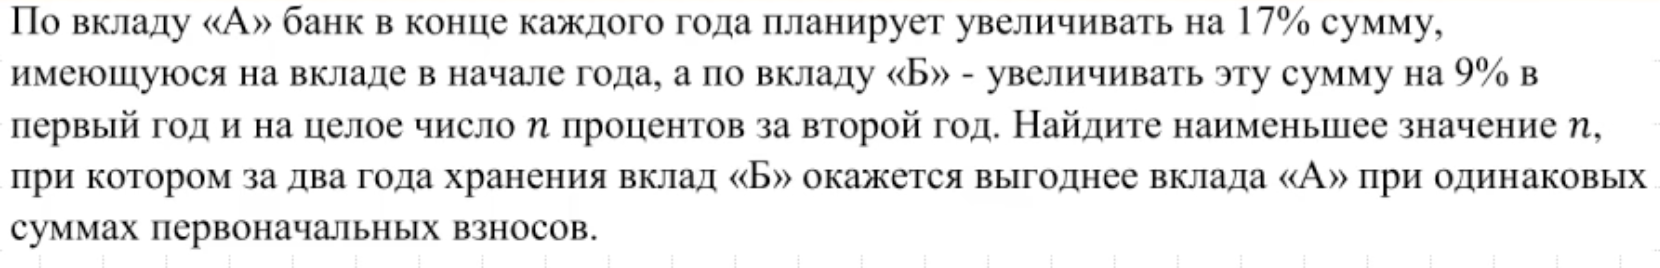 По вкладу «А» банк в конце каждого года планирует увеличивать на 17% сумму,
имеющуюся на вкладе в начале года, а по вкладу «Б» - увеличивать эту сумму на 9% в
первый год и на целое число n процентов за второй год. Найдите наименьшее значение n,
при котором за два года хранения вклад «Б» окажется выгоднее вклада «А» при одинаковых
суммах первоначальных взносов.